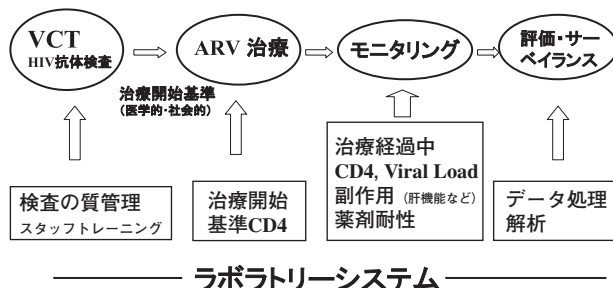 VCT
HIV抗体検査
ARV 治療
モニタリング
評価・サー
ベイランス
治療開始基準
(医学的・社会的)
検査の質管理
スタッフトレーニング
治療開始
基準CD4
治療経過中
CD4, Viral Load
副作用 (肝機能など)
薬剤耐性
データ処理
解析
ラボラトリーシステム